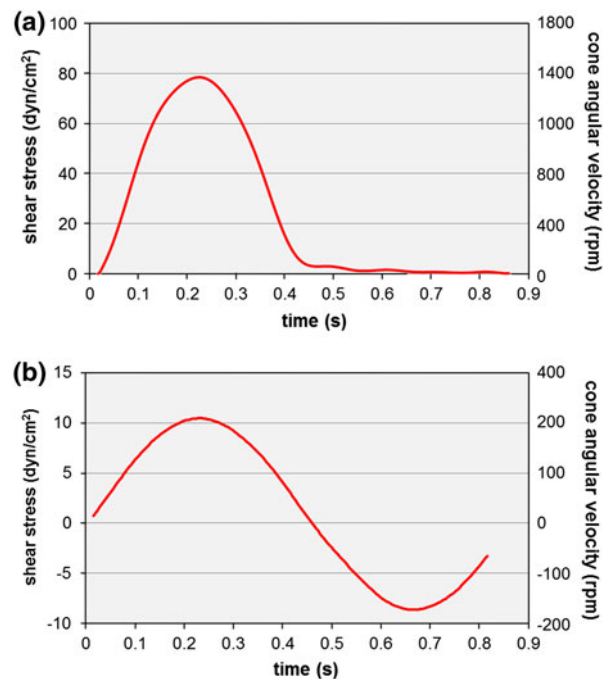 (a)
100
80
60
40
20
0
shear stress (dyn/cm²)
1800
1400
1000
800
400
0
cone angular velocity (rpm)
0 0.1 0.2 0.3 0.4 0.5 0.6 0.7 0.8 0.9
time (s)
(b)
15
10
5
0
-5
-10
shear stress (dyn/cm²)
400
200
100
0
-100
-200
cone angular velocity (rpm)
0 0.1 0.2 0.3 0.4 0.5 0.6 0.7 0.8 0.9
time (s)